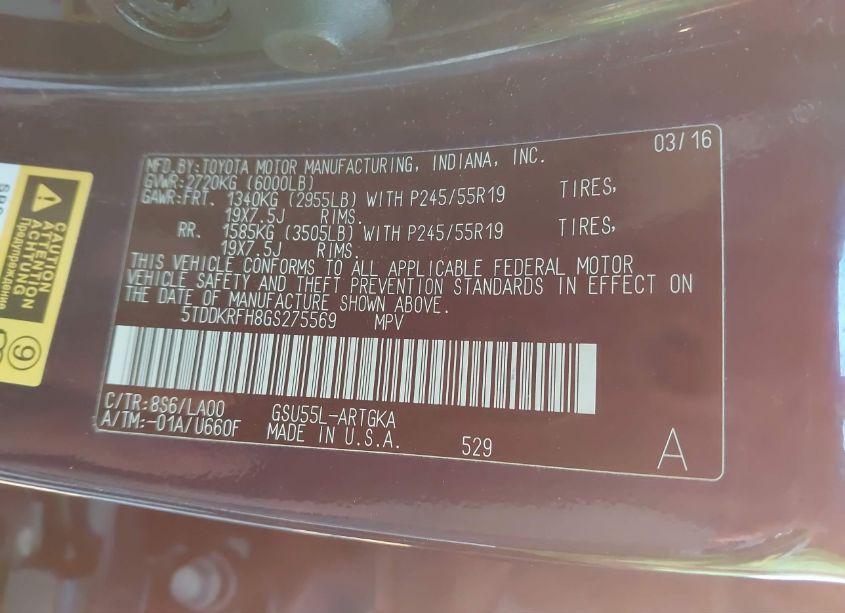 03/16
MFD.BY:TOYOTA MOTOR MANUFACTURING, INDIANA, INC.
GVWR:2720KG (6000LB)
GAWR:FRT. 1340KG (2955LB) WITH P245/55R19 TIRES,
19X7.5J RIMS.
RR. 1585KG (3505LB) WITH P245/55R19 TIRES,
19X7.5J RIMS.
THIS VEHICLE CONFORMS TO ALL APPLICABLE FEDERAL MOTOR
VEHICLE SAFETY AND THEFT PREVENTION STANDARDS IN EFFECT ON
THE DATE OF MANUFACTURE SHOWN ABOVE.
5TDDKRFH8GS275569 MPV
C/TR:8S6/LA00 GSU55L-ARTGKA
A/TM:-01A/U660F MADE IN U.S.A. 529 A
CAUTION
ATTENTION
ACHTUNG
Предупреждение
9